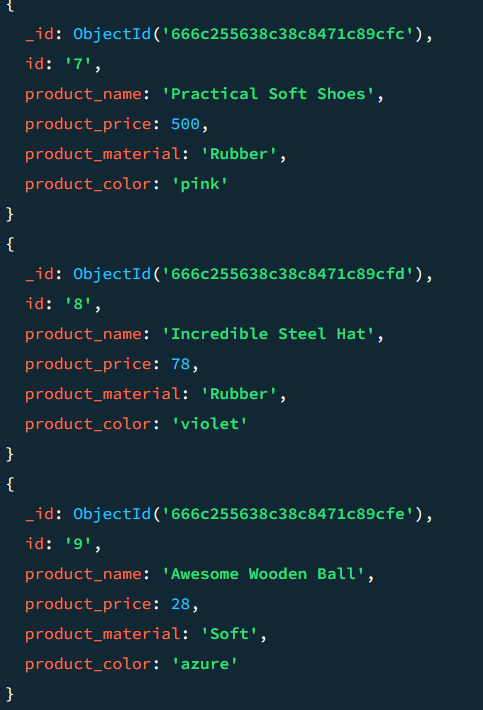 {
_id: ObjectId('666c255638c38c8471c89cfc'),
id: '7',
product_name: 'Practical Soft Shoes',
product_price: 500,
product_material: 'Rubber',
product_color: 'pink'
}
{
_id: ObjectId('666c255638c38c8471c89cfd'),
id: '8',
product_name: 'Incredible Steel Hat',
product_price: 78,
product_material: 'Rubber',
product_color: 'violet'
}
{
_id: ObjectId('666c255638c38c8471c89cfe'),
id: '9',
product_name: 'Awesome Wooden Ball',
product_price: 28,
product_material: 'Soft',
product_color: 'azure'
}